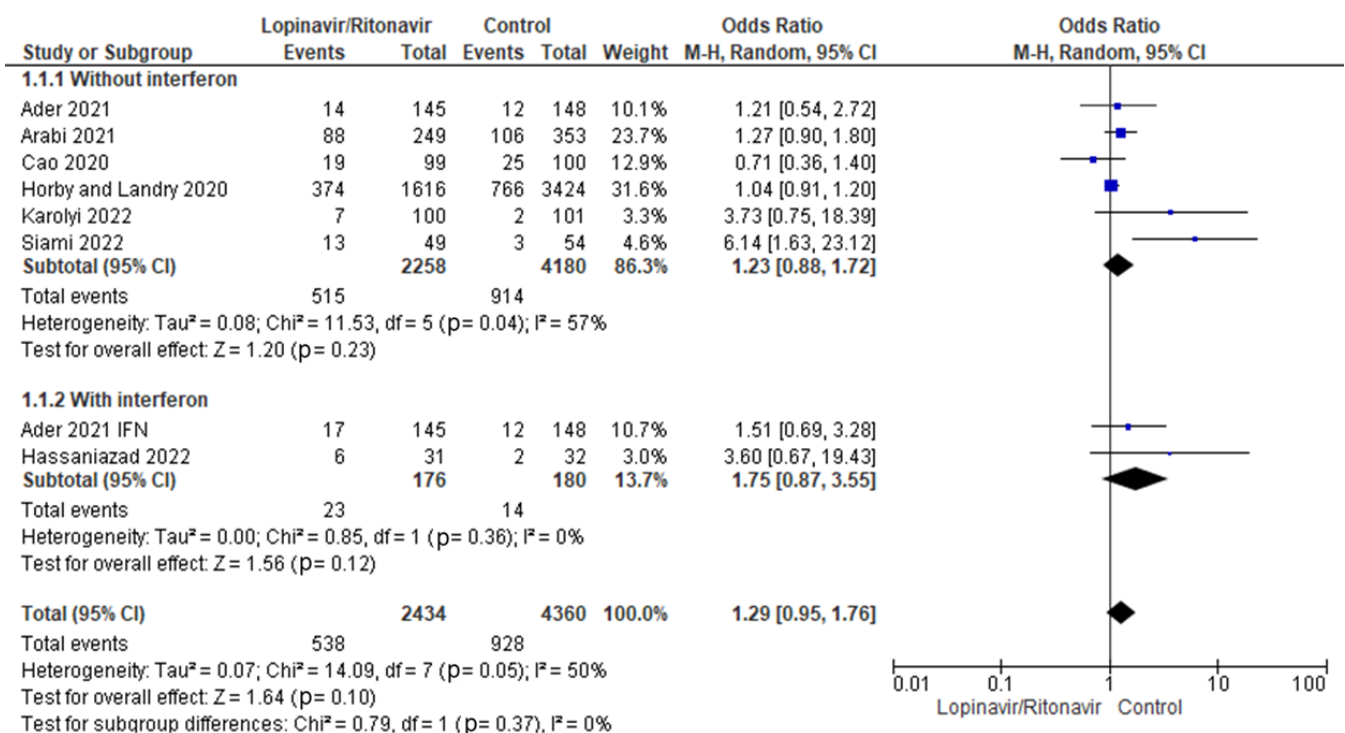 Lopinavir/Ritonavir Control Odds Ratio Odds Ratio
Study or Subgroup Events Total Events Total Weight M-H, Random, 95% CI M-H, Random, 95% CI
1.1.1 Without interferon
Ader 2021 14 145 12 148 10.1% 1.21 [0.54, 2.72]
Arabi 2021 88 249 106 353 23.7% 1.27 [0.90, 1.80]
Cao 2020 19 99 25 100 12.9% 0.71 [0.36, 1.40]
Horby and Landry 2020 374 1616 766 3424 31.6% 1.04 [0.91, 1.20]
Karolyi 2022 7 100 2 101 3.3% 3.73 [0.75, 18.39]
Siami 2022 13 49 3 54 4.6% 6.14 [1.63, 23.12]
Subtotal (95% CI) 2258 4180 86.3% 1.23 [0.88, 1.72]
Total events 515 914
Heterogeneity: Tau² = 0.08; Chi² = 11.53, df = 5 (p= 0.04); I² = 57%
Test for overall effect: Z = 1.20 (p= 0.23)
1.1.2 With interferon
Ader 2021 IFN 17 145 12 148 10.7% 1.51 [0.69, 3.28]
Hassaniazad 2022 6 31 2 32 3.0% 3.60 [0.67, 19.43]
Subtotal (95% CI) 176 180 13.7% 1.75 [0.87, 3.55]
Total events 23 14
Heterogeneity: Tau² = 0.00; Chi² = 0.85, df = 1 (p= 0.36); I² = 0%
Test for overall effect: Z = 1.56 (p= 0.12)
Total (95% CI) 2434 4360 100.0% 1.29 [0.95, 1.76]
Total events 538 928
Heterogeneity: Tau² = 0.07; Chi² = 14.09, df = 7 (p= 0.05); I² = 50%
Test for overall effect: Z = 1.64 (p= 0.10)
Test for subgroup differences: Chi² = 0.79, df = 1 (p= 0.37), I² = 0%
0.01 0.1 1 10 100
Lopinavir/Ritonavir Control